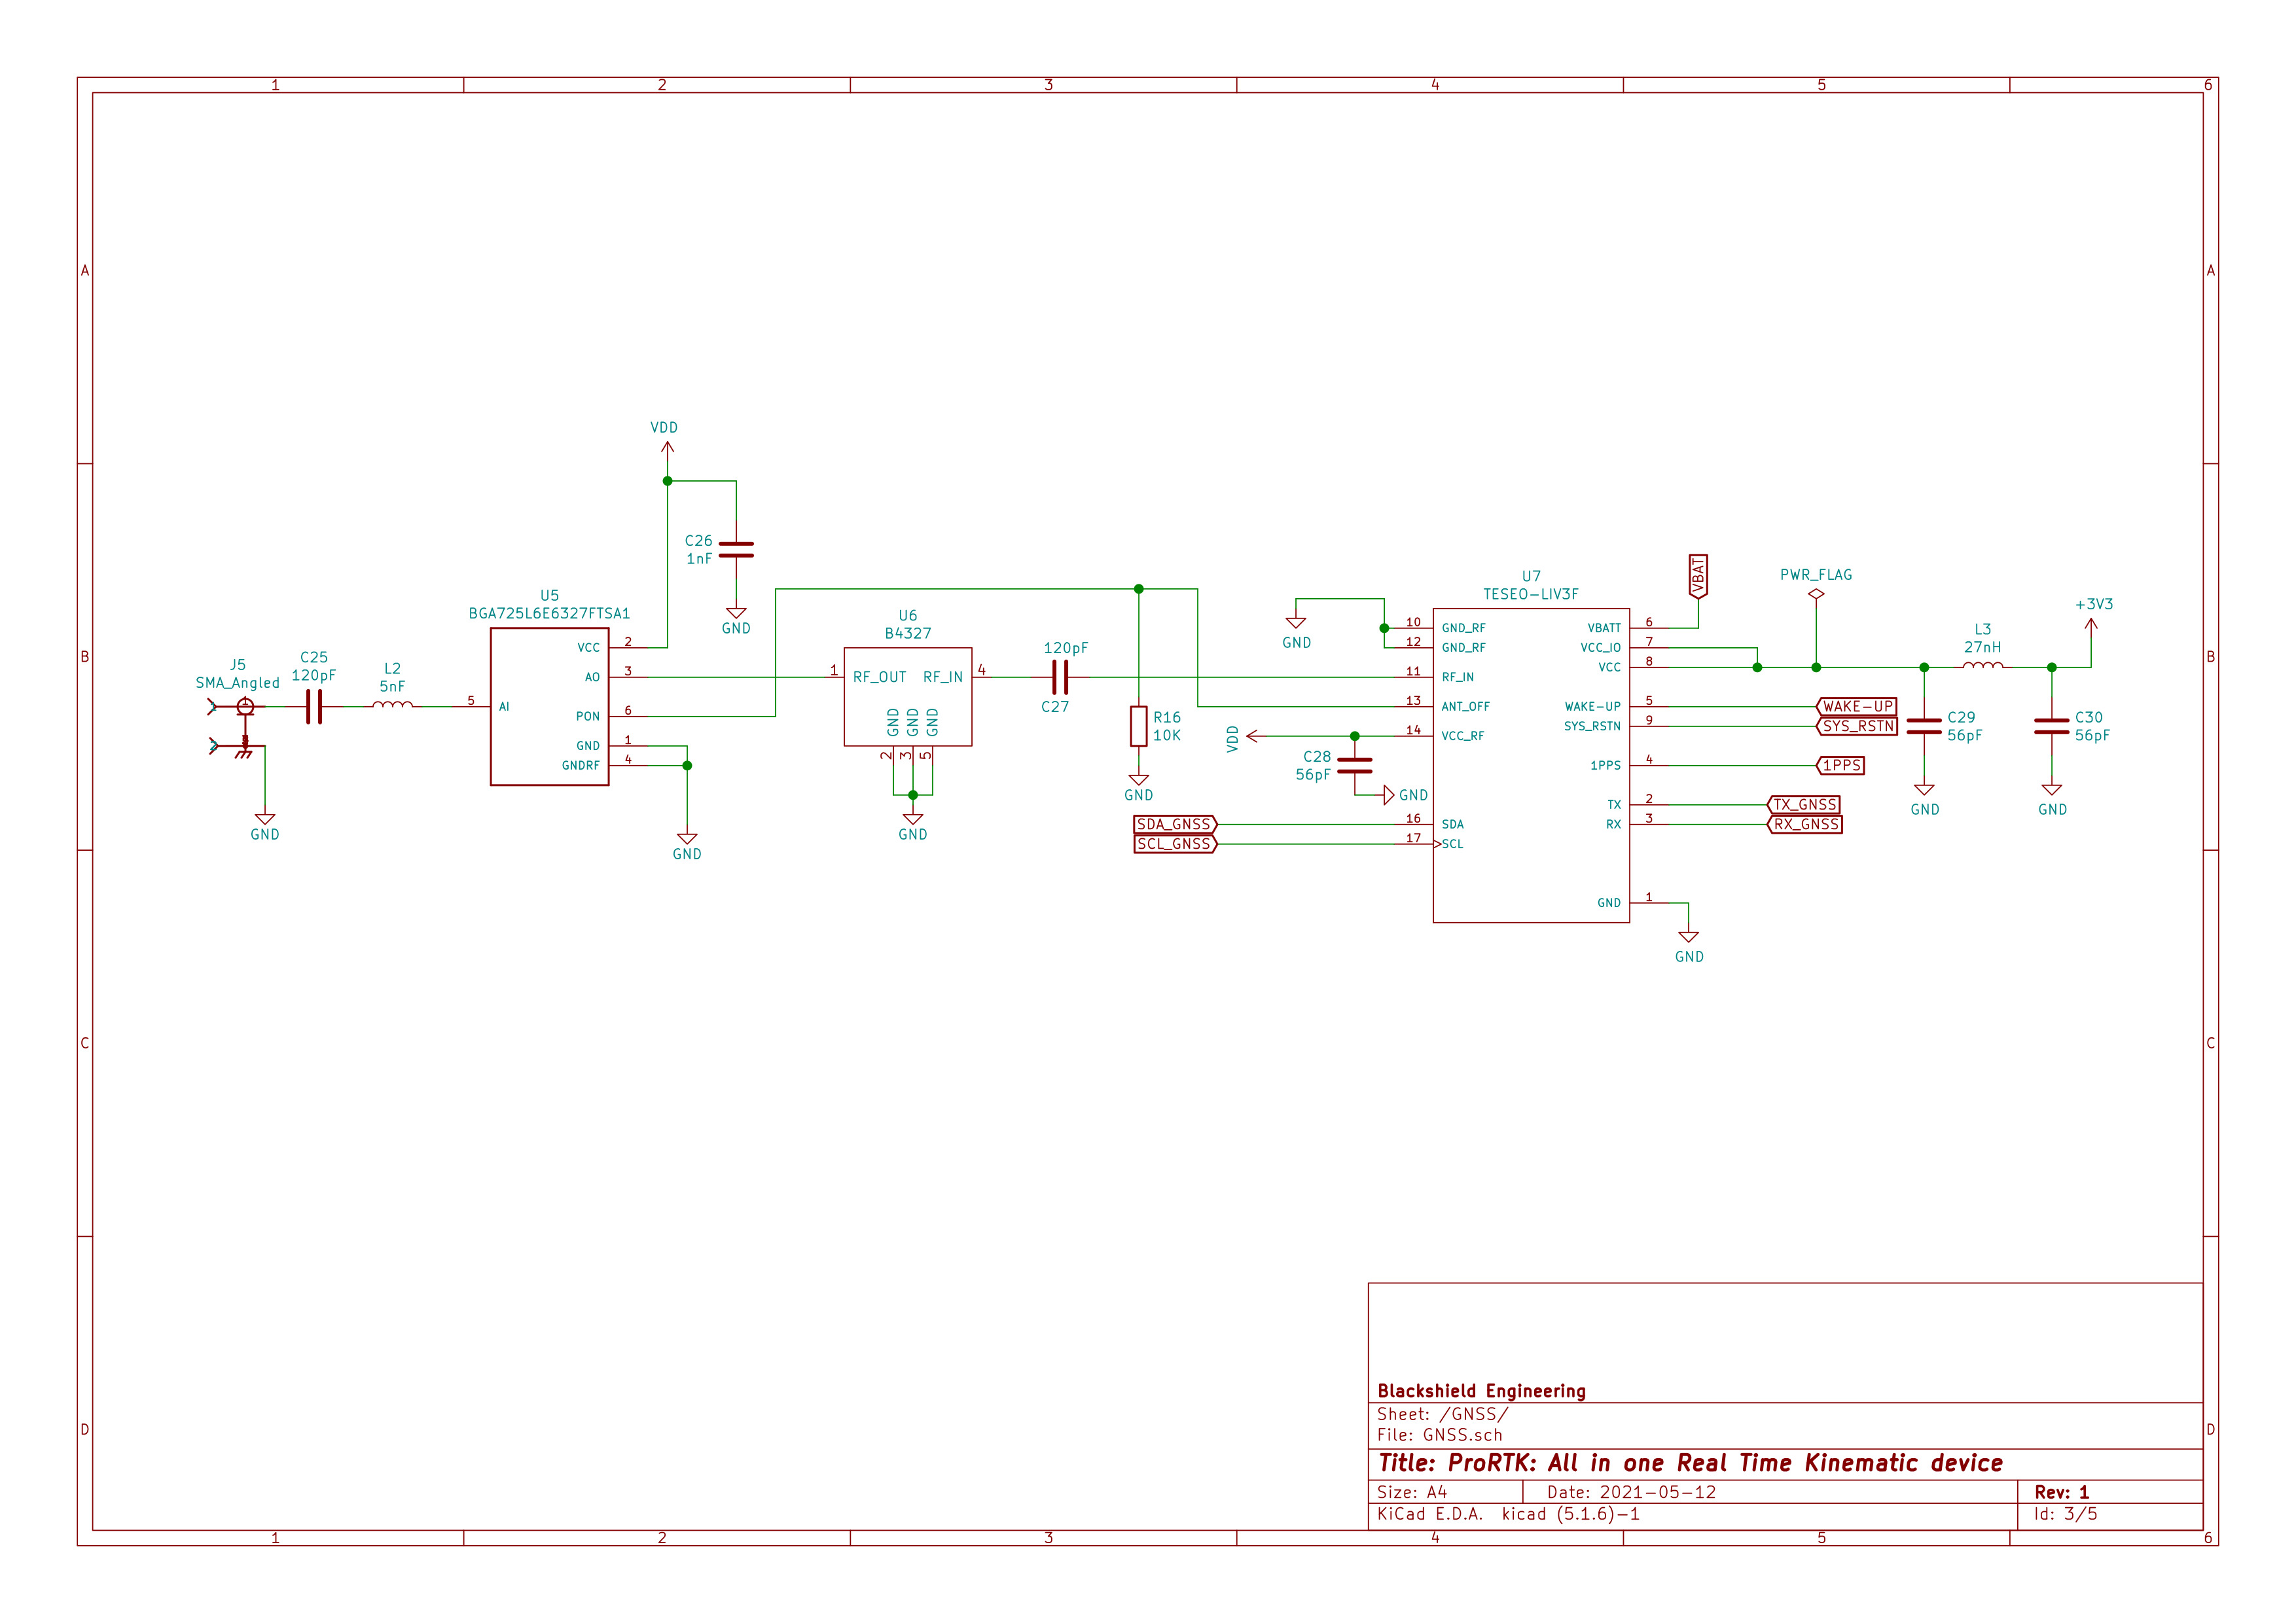 1 2 3 4 5 6
A
A
B
B
C
C
D
D
VDD
C26
1nF
GND
J5
SMA_Angled
1
GND
C25
120pF
L2
5nF
U5
BGA725L6E6327FTSA1
5 AI
VCC 2
AO 3
PON 6
GND 1
GNDRF 4
GND
U6
B4327
1 RF_OUT RF_IN 4
GND GND GND
2 3 5
GND
120pF
C27
R16
10K
GND
GND
VDD
C28
56pF
GND
SDA_GNSS
SCL_GNSS
U7
TESEO-LIV3F
10 GND_RF
12 GND_RF
11 RF_IN
13 ANT_OFF
14 VCC_RF
16 SDA
17 SCL
VBATT 6
VCC_IO 7
VCC 8
WAKE-UP 5
SYS_RSTN 9
1PPS 4
TX 2
RX 3
GND 1
GND
VBAT
PWR_FLAG
WAKE-UP
SYS_RSTN
1PPS
TX_GNSS
RX_GNSS
L3
27nH
+3V3
C29
56pF
GND
C30
56pF
GND
Blackshield Engineering
Sheet: /GNSS/
File: GNSS.sch
Title: ProRTK: All in one Real Time Kinematic device
Size: A4 Date: 2021-05-12 Rev: 1
KiCad E.D.A. kicad (5.1.6)-1 Id: 3/5
1 2 3 4 5 6